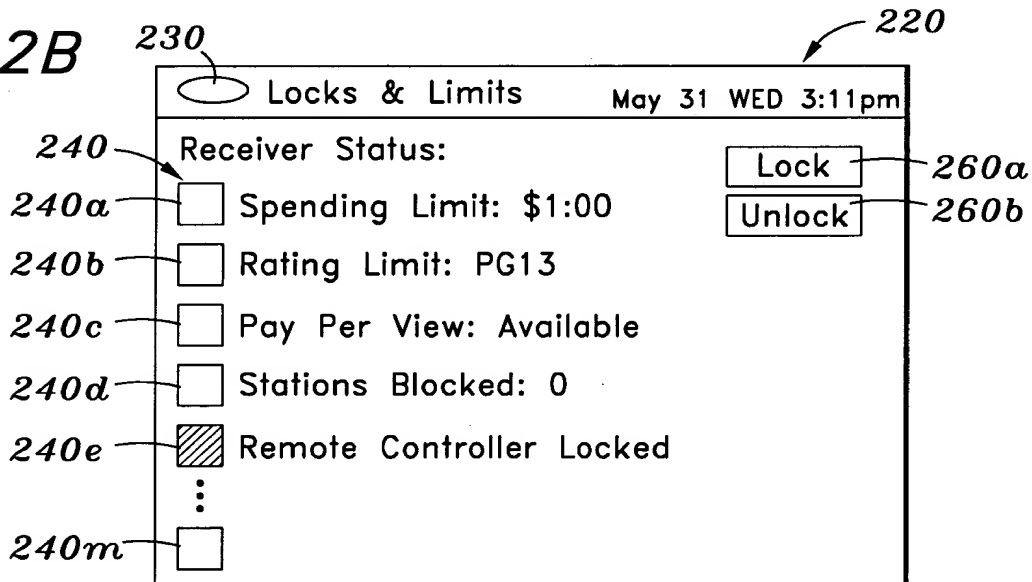 2B
230
220
Locks & Limits May 31 WED 3:11pm
240 Receiver Status:
Lock 260a
240a Spending Limit: $1:00
Unlock 260b
240b Rating Limit: PG13
240c Pay Per View: Available
240d Stations Blocked: 0
240e Remote Controller Locked
240m